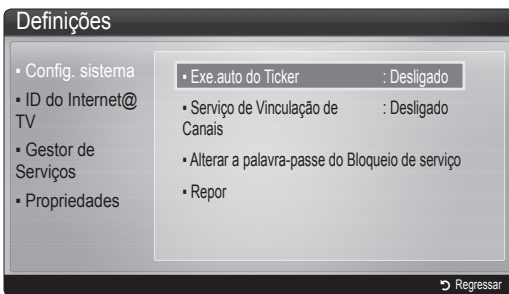 Definições
▪ Config. sistema
▪ ID do Internet@
TV
▪ Gestor de
Serviços
▪ Propriedades
▪ Exe.auto do Ticker : Desligado
▪ Serviço de Vinculação de : Desligado
Canais
▪ Alterar a palavra-passe do Bloqueio de serviço
▪ Repor
Regressar